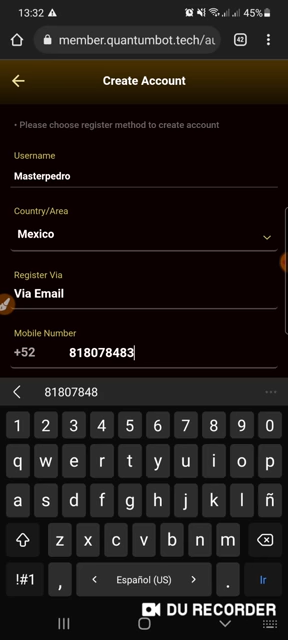 13:32
45%
member.quantumbot.tech/au
42
Create Account
• Please choose register method to create account
Username
Masterpedro
Country/Area
Mexico
Register Via
Via Email
Mobile Number
+52 818078483
81807848
1 2 3 4 5 6 7 8 9 0
q w e r t y u i o p
a s d f g h j k l ñ
z x c v b n m
!#1 , Español (US) . Ir
DU RECORDER